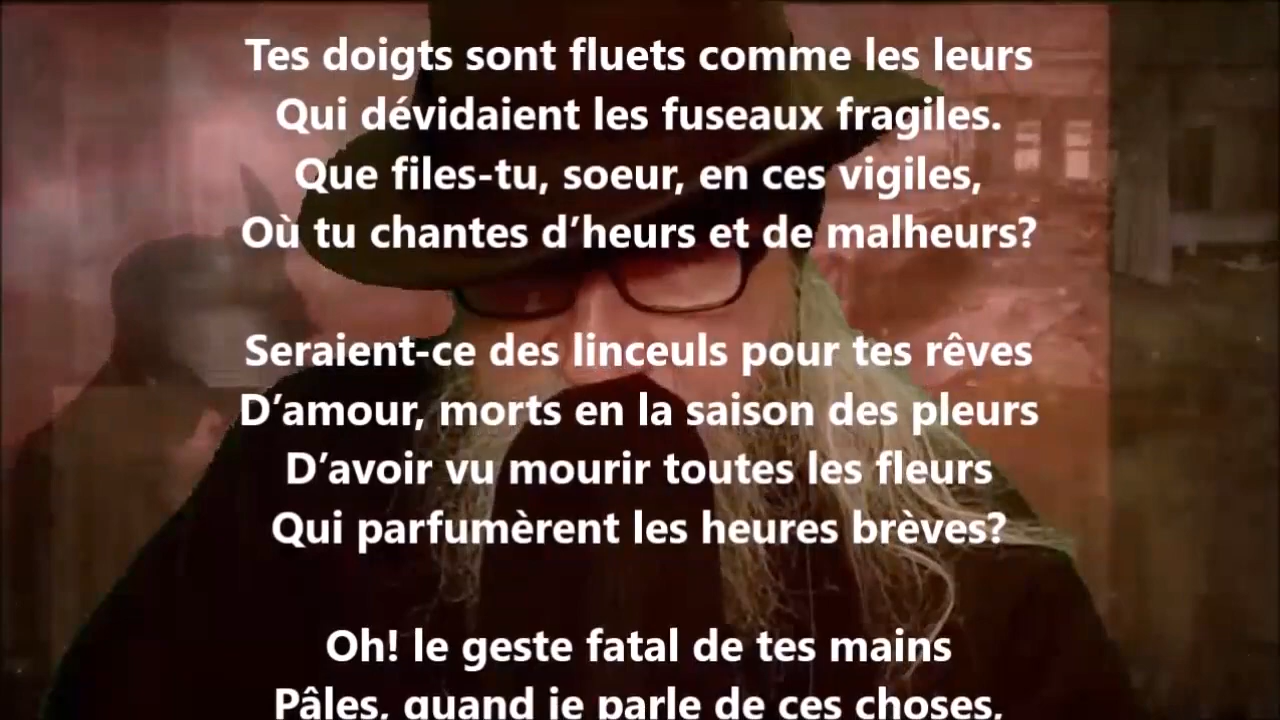 Tes doigts sont fluets comme les leurs
Qui dévidaient les fuseaux fragiles.
Que files-tu, soeur, en ces vigiles,
Où tu chantes d’heurs et de malheurs?
Seraient-ce des linceuls pour tes rêves
D’amour, morts en la saison des pleurs
D’avoir vu mourir toutes les fleurs
Qui parfumèrent les heures brèves?
Oh! le geste fatal de tes mains
Pâles, quand je parle de ces choses,